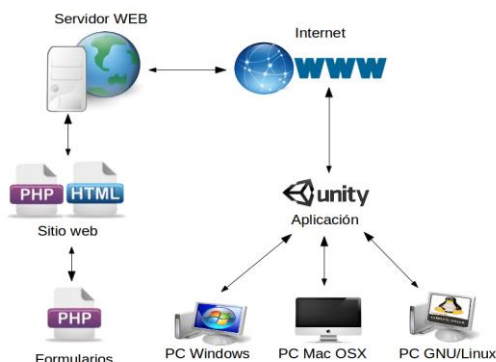 Servidor WEB
Internet
WWW
PHP HTML
unity
Sitio web
Aplicación
PHP
Formularios
PC Windows
PC Mac OSX
PC GNU/Linux